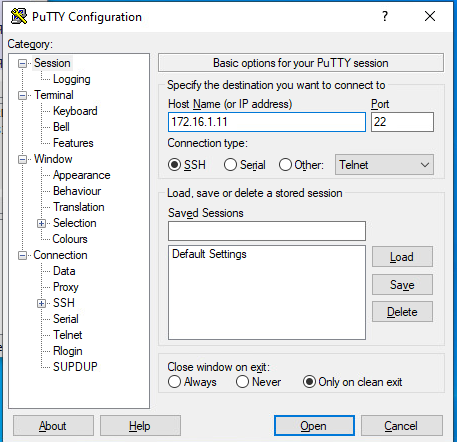 PuTTY Configuration
Category:
Session
Logging
Terminal
Keyboard
Bell
Features
Window
Appearance
Behaviour
Translation
Selection
Colours
Connection
Data
Proxy
SSH
Serial
Telnet
Rlogin
SUPDUP
Basic options for your PuTTY session
Specify the destination you want to connect to
Host Name (or IP address) Port
172.16.1.11 22
Connection type:
SSH Serial Other: Telnet
Load, save or delete a stored session
Saved Sessions
Default Settings
Load
Save
Delete
Close window on exit:
Always Never Only on clean exit
About Help Open Cancel